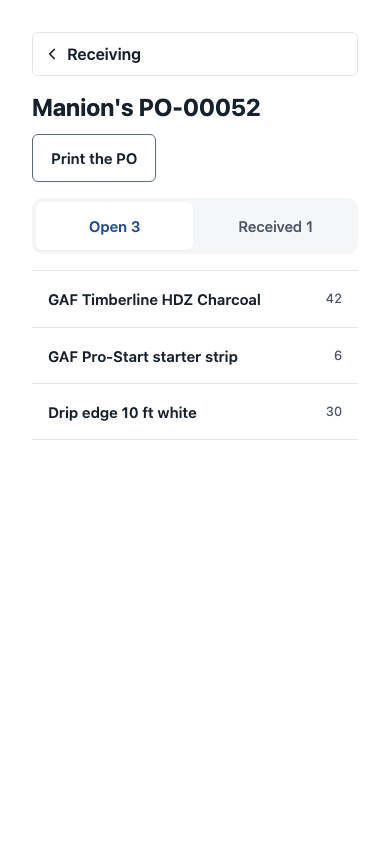 Receiving
Manion's PO-00052
Print the PO
Open 3
Received 1
GAF Timberline HDZ Charcoal 42
GAF Pro-Start starter strip 6
Drip edge 10 ft white 30